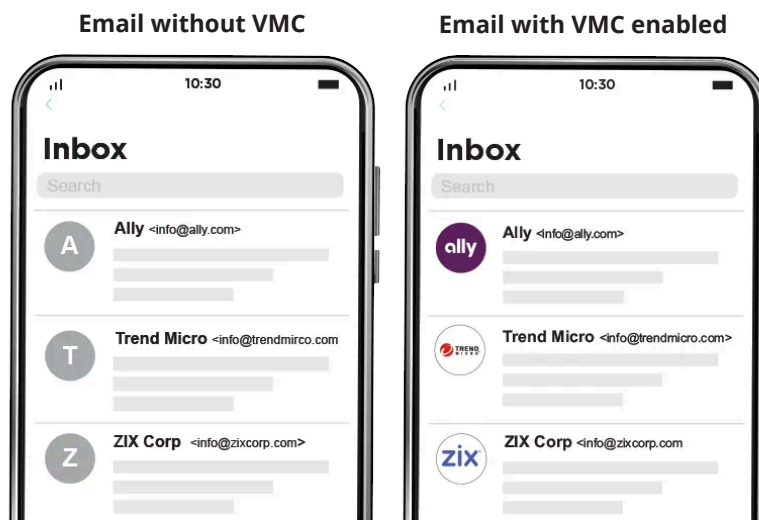 Email without VMC
10:30
Inbox
Search
A
Ally <info@ally.com>
T
Trend Micro <info@trendmirco.com
Z
ZIX Corp <info@zixcorp.com>
Email with VMC enabled
10:30
Inbox
Search
ally
Ally <info@ally.com>
TREND
MICRO
Trend Micro <info@trendmicro.com>
zix
ZIX Corp <info@zixcorp.com